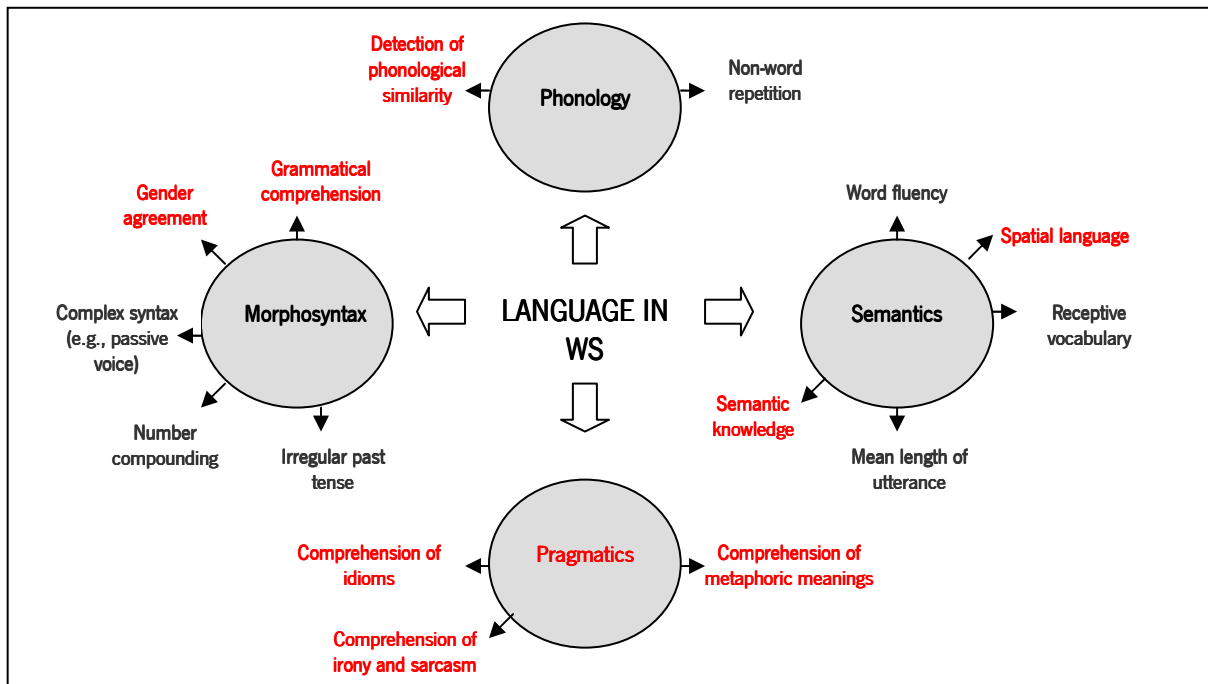 Detection of
phonological
similarity
Phonology
Non-word
repetition
Gender
agreement
Grammatical
comprehension
Morphosyntax
Complex syntax
(e.g., passive
voice)
Number
compounding
Irregular past
tense
LANGUAGE IN
WS
Word fluency
Spatial language
Semantics
Receptive
vocabulary
Semantic
knowledge
Mean length of
utterance
Comprehension of
idioms
Pragmatics
Comprehension of
metaphoric meanings
Comprehension of
irony and sarcasm